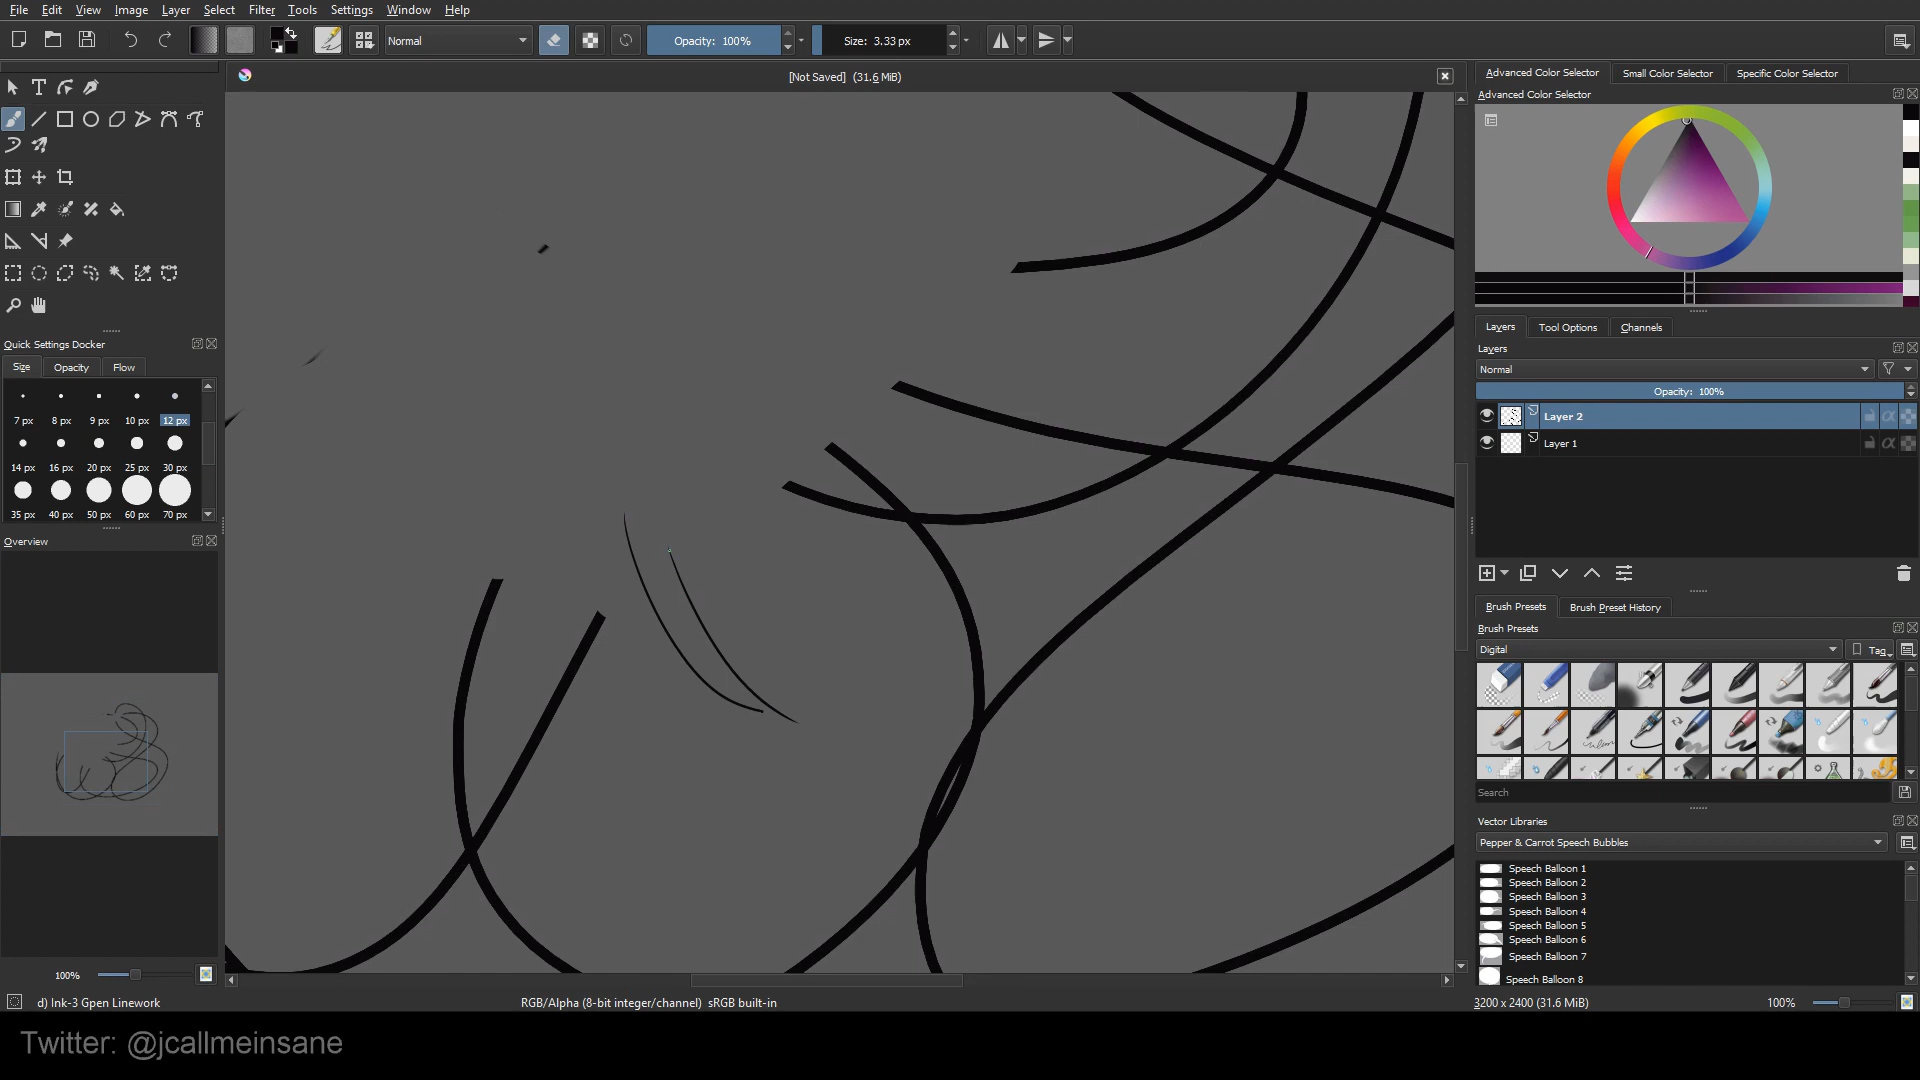 File Edit View Image Layer Select Filter Tools Settings Window Help
Normal
Opacity: 100%
Size: 3.33 px
[Not Saved] (31.6 MiB)
Quick Settings Docker
Size Opacity Flow
7 px 8 px 9 px 10 px 12 px
14 px 16 px 20 px 25 px 30 px
35 px 40 px 50 px 60 px 70 px
Overview
100%
d) Ink-3 Gpen Linework
RGB/Alpha (8-bit integer/channel) sRGB built-in
Advanced Color Selector Small Color Selector Specific Color Selector
Advanced Color Selector
Layers Tool Options Channels
Layers
Normal
Opacity: 100%
Layer 2
Layer 1
Brush Presets Brush Preset History
Brush Presets
Digital
Tag
Search
Vector Libraries
Pepper & Carrot Speech Bubbles
Speech Balloon 1
Speech Balloon 2
Speech Balloon 3
Speech Balloon 4
Speech Balloon 5
Speech Balloon 6
Speech Balloon 7
Speech Balloon 8
3200 x 2400 (31.6 MiB)
100%
Twitter: @jcallmeinsane